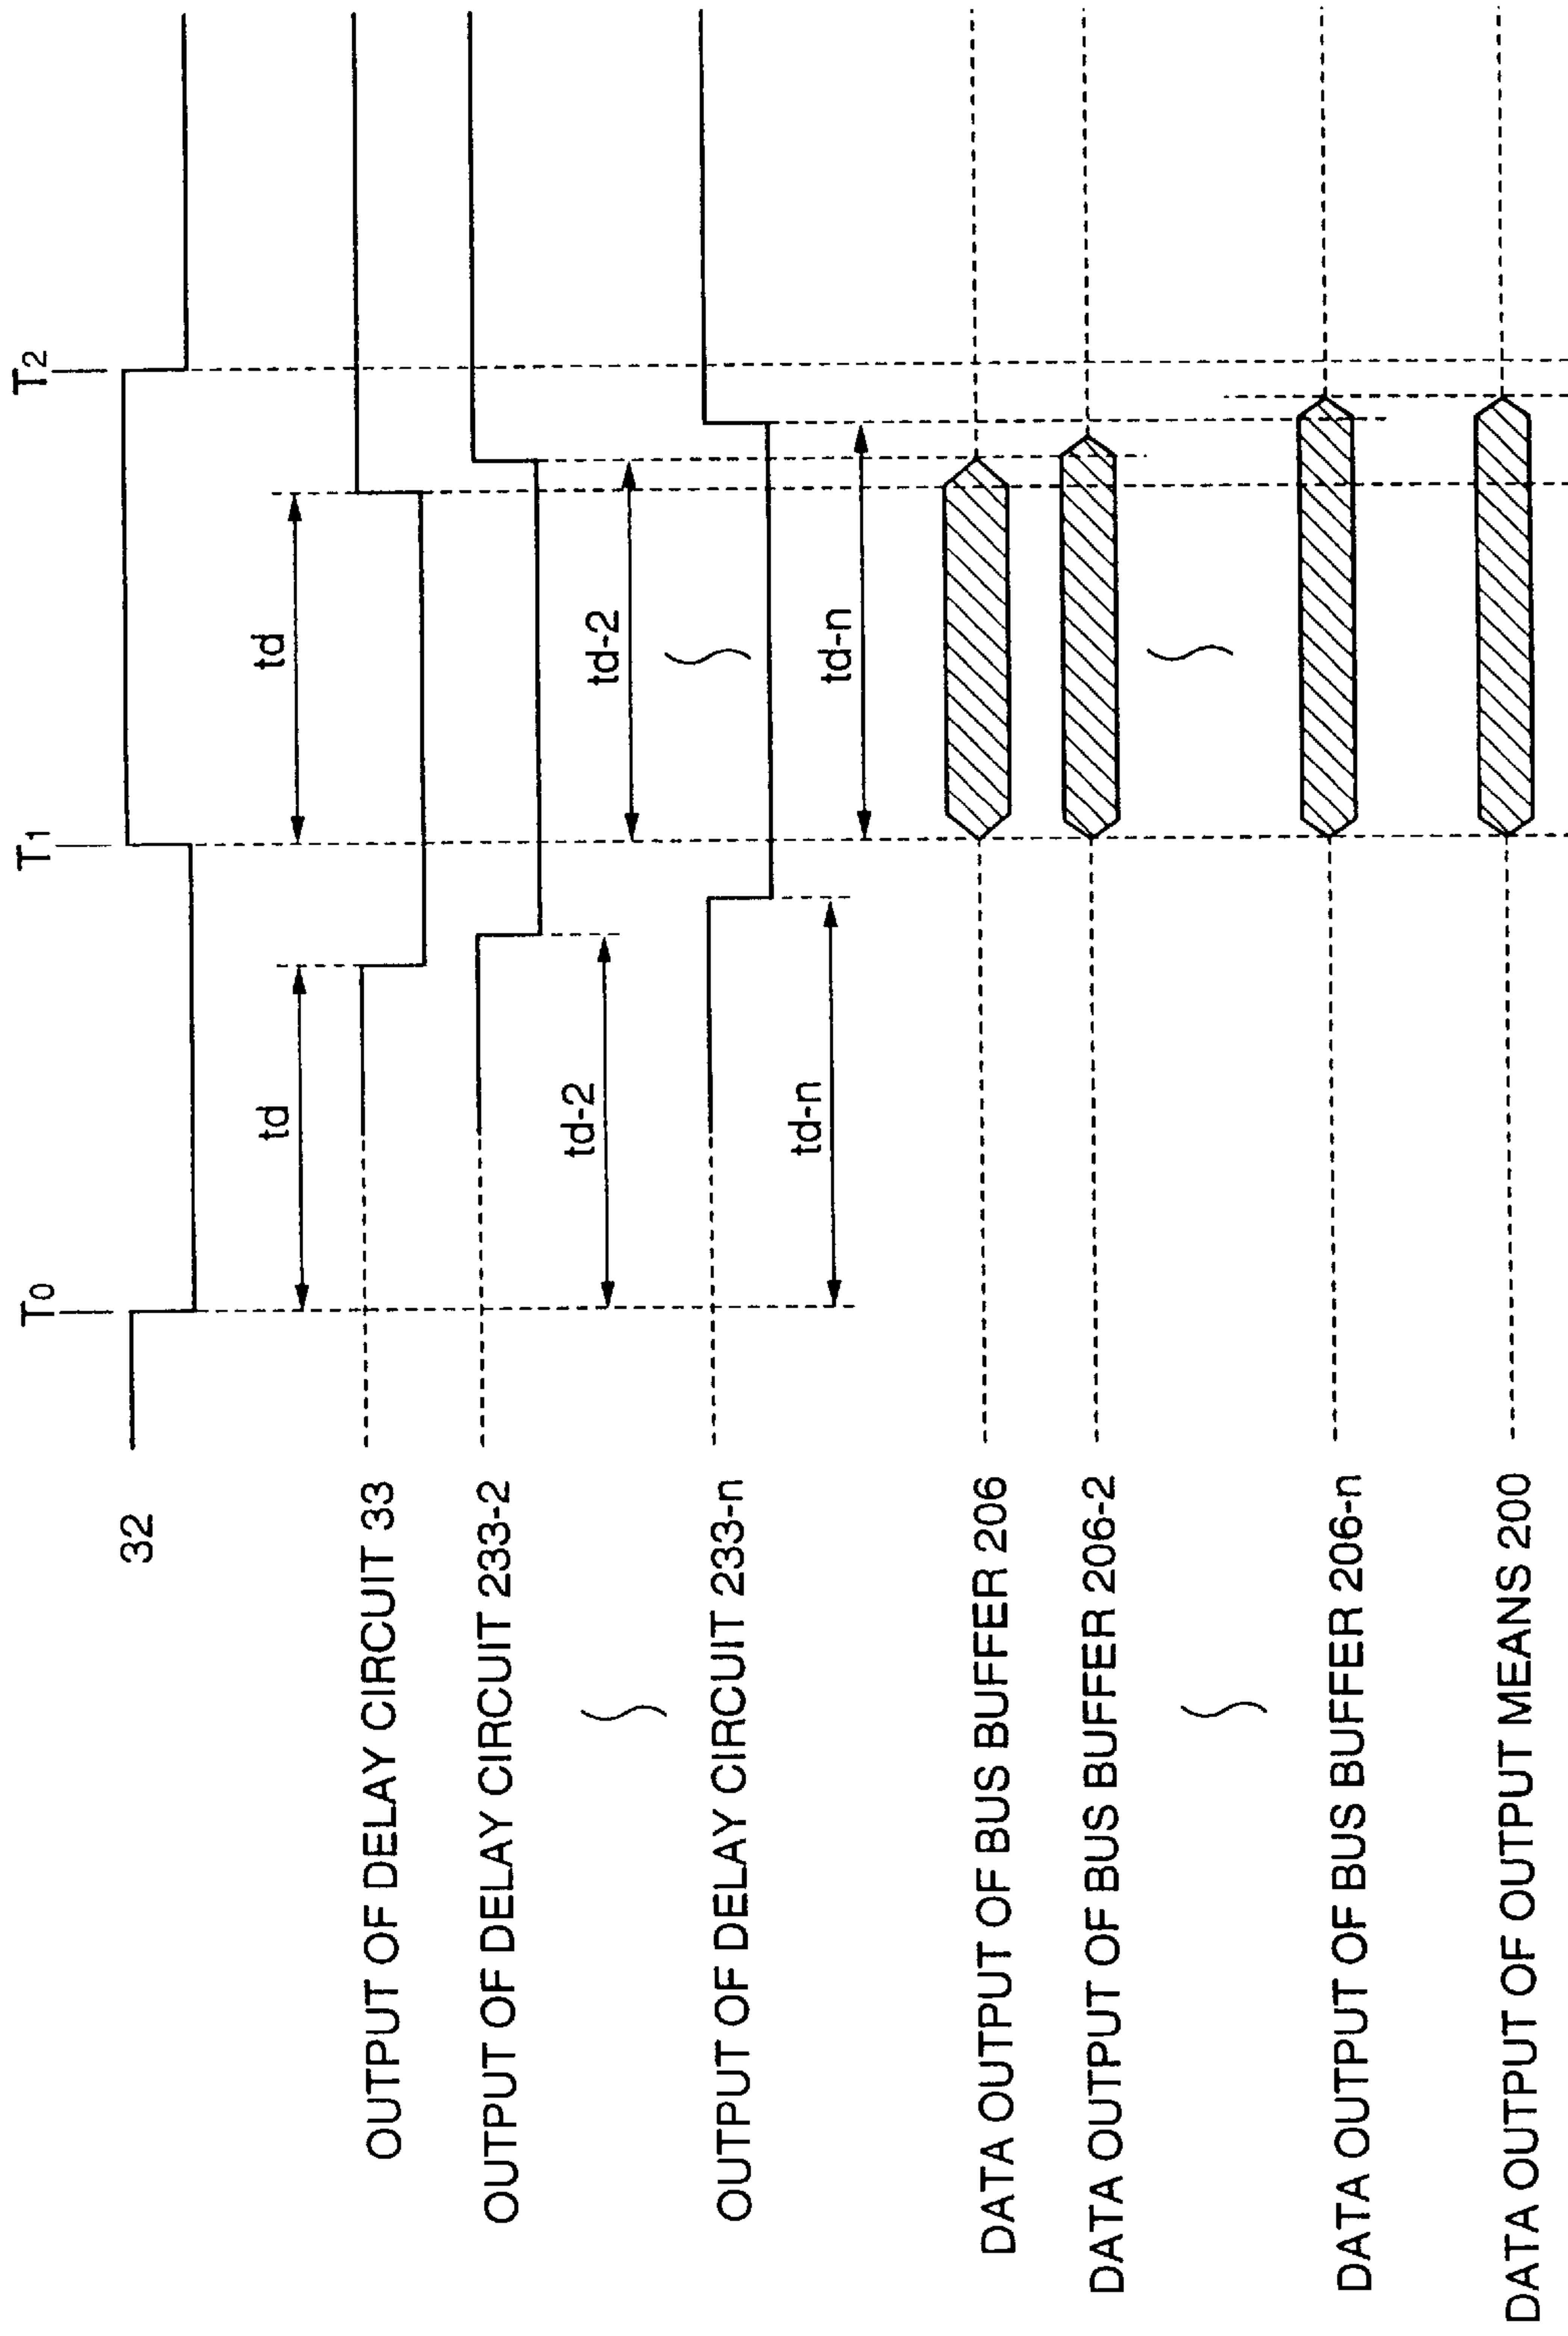 T0
T1
T2
32
OUTPUT OF DELAY CIRCUIT 33
td
td
OUTPUT OF DELAY CIRCUIT 233-2
td-2
td-2
OUTPUT OF DELAY CIRCUIT 233-n
td-n
td-n
DATA OUTPUT OF BUS BUFFER 206
DATA OUTPUT OF BUS BUFFER 206-2
DATA OUTPUT OF BUS BUFFER 206-n
DATA OUTPUT OF OUTPUT MEANS 200